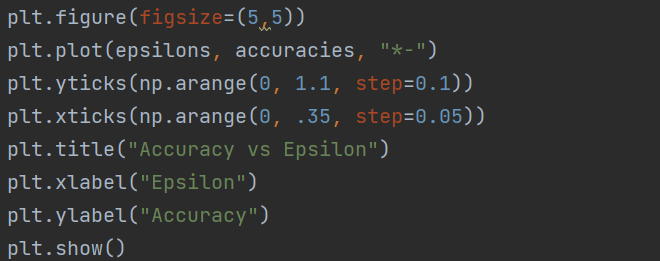 plt.figure(figsize=(5,5))
plt.plot(epsilons, accuracies, "*-")
plt.yticks(np.arange(0, 1.1, step=0.1))
plt.xticks(np.arange(0, .35, step=0.05))
plt.title("Accuracy vs Epsilon")
plt.xlabel("Epsilon")
plt.ylabel("Accuracy")
plt.show()